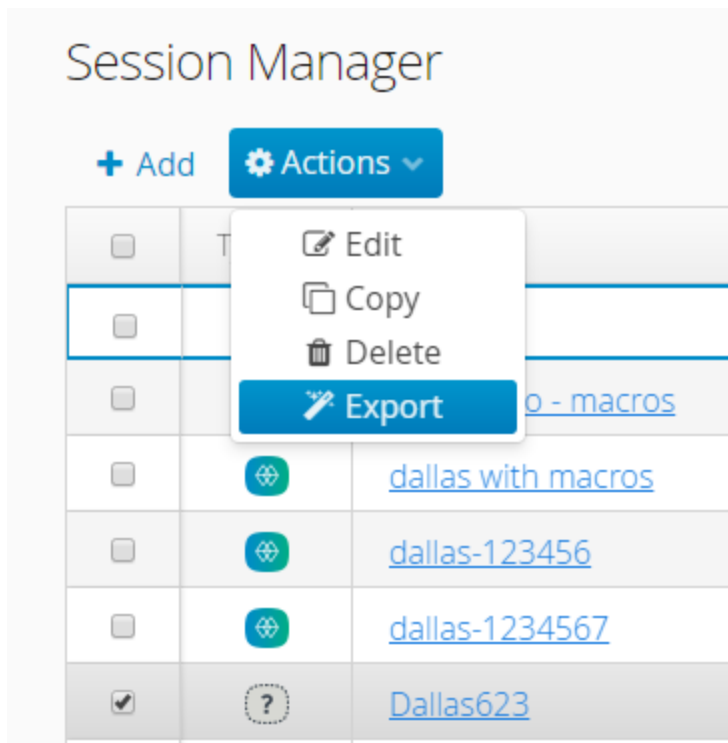 Session Manager
+ Add Actions
T
Edit
Copy
Delete
Export
o - macros
dallas with macros
dallas-123456
dallas-1234567
?
Dallas623